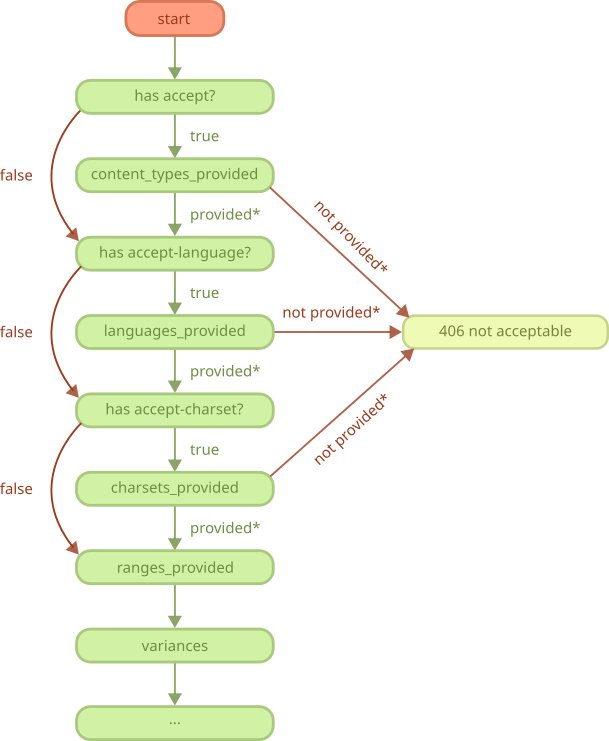 start
has accept?
true
false
content_types_provided
provided*
not provided*
has accept-language?
true
not provided*
false
languages_provided
406 not acceptable
provided*
not provided*
has accept-charset?
true
false
charsets_provided
provided*
ranges_provided
variances
...